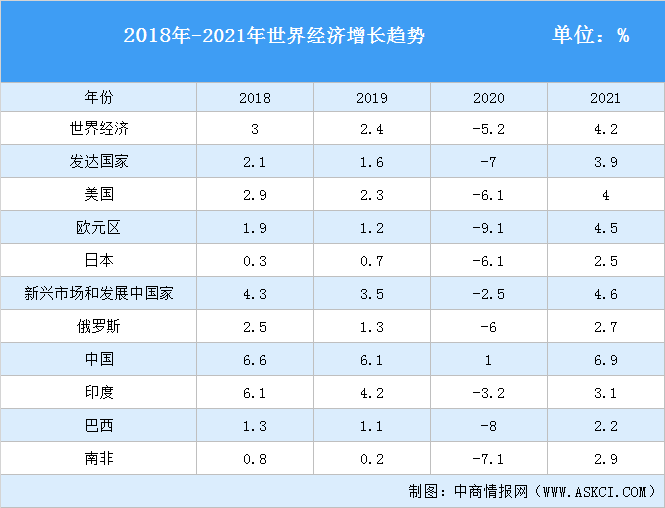 2018年-2021年世界经济增长趋势 单位：%
年份 2018 2019 2020 2021
世界经济 3 2.4 -5.2 4.2
发达国家 2.1 1.6 -7 3.9
美国 2.9 2.3 -6.1 4
欧元区 1.9 1.2 -9.1 4.5
日本 0.3 0.7 -6.1 2.5
新兴市场和发展中国家 4.3 3.5 -2.5 4.6
俄罗斯 2.5 1.3 -6 2.7
中国 6.6 6.1 1 6.9
印度 6.1 4.2 -3.2 3.1
巴西 1.3 1.1 -8 2.2
南非 0.8 0.2 -7.1 2.9
制图：中商情报网（WWW.ASKCI.COM）